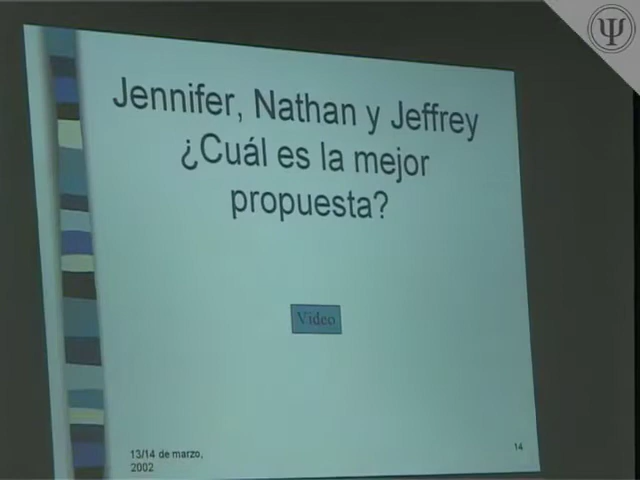 Jennifer, Nathan y Jeffrey
¿Cuál es la mejor
propuesta?
Video
13/14 de marzo,
2002
14